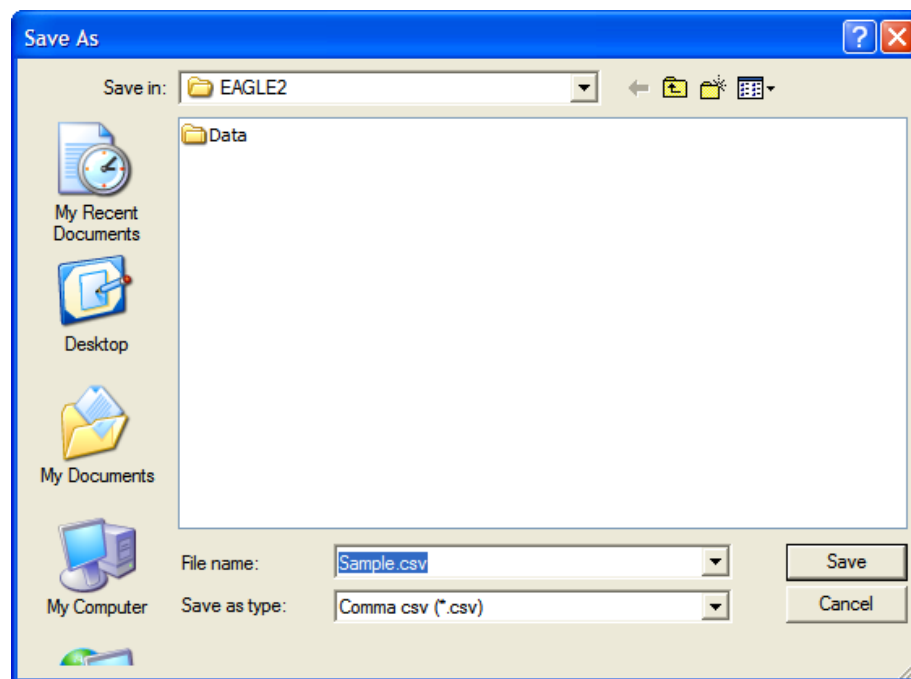 Save As
Save in: EAGLE2
Data
My Recent
Documents
Desktop
My Documents
My Computer
File name: Sample.csv
Save
Save as type: Comma csv (*.csv)
Cancel